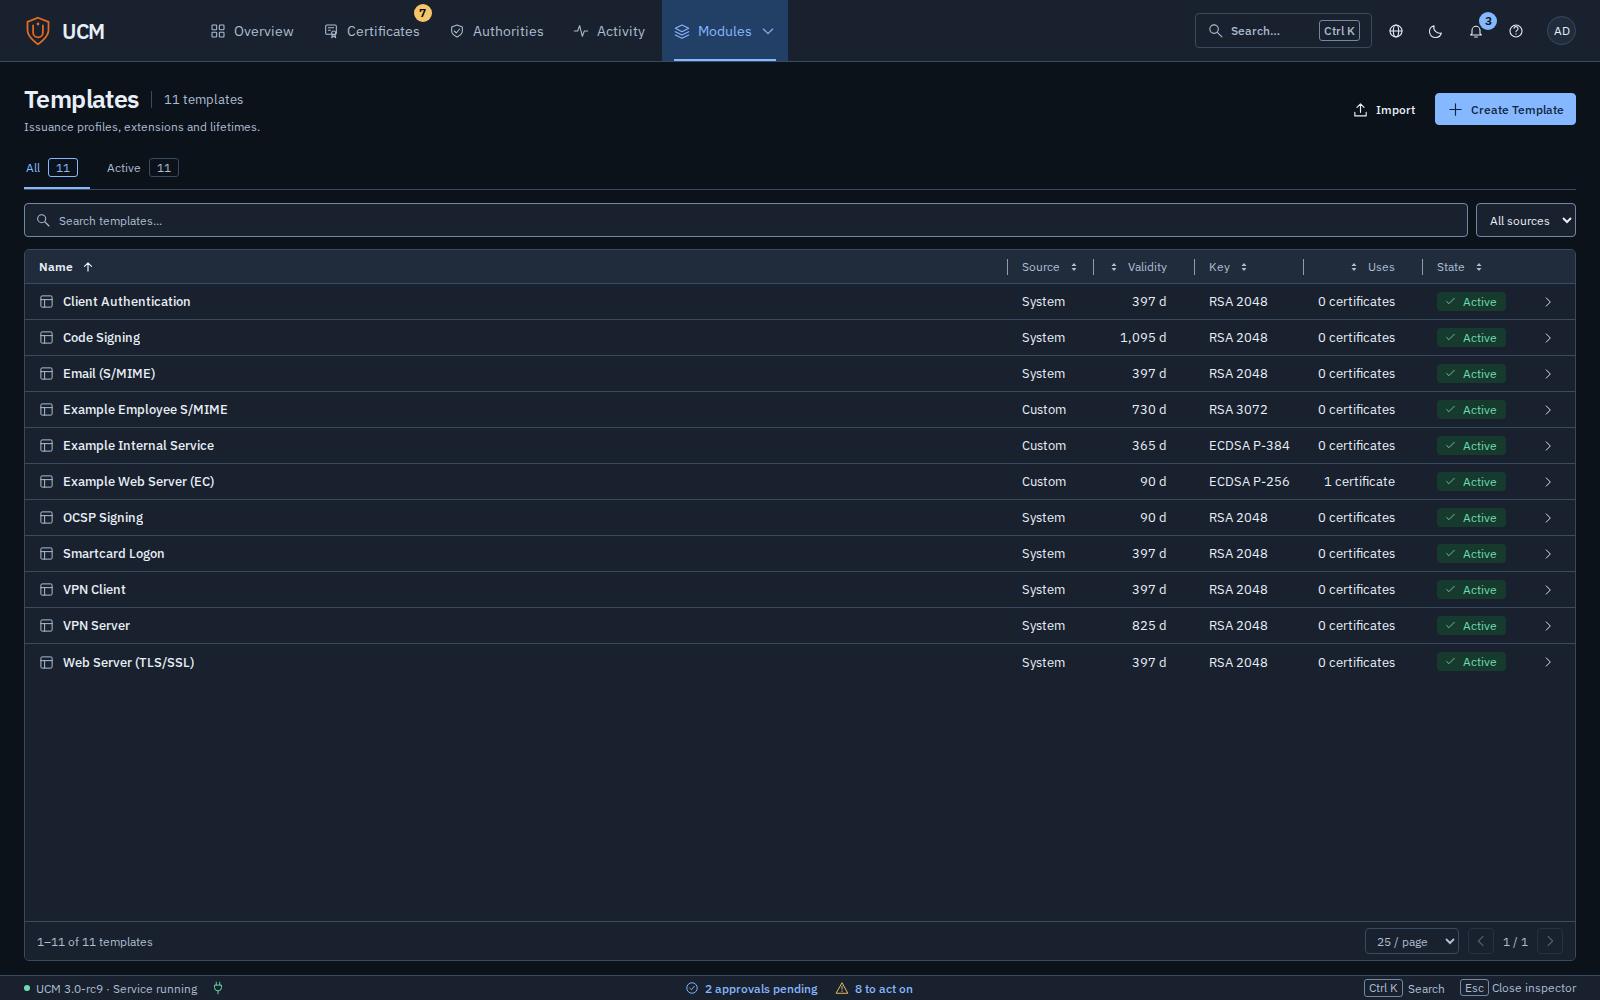 UCM Overview Certificates 7 Authorities Activity Modules Search... Ctrl K 3 AD
Templates 11 templates
Issuance profiles, extensions and lifetimes.
Import Create Template
All 11 Active 11
Search templates... All sources
Name Source Validity Key Uses State
Client Authentication System 397 d RSA 2048 0 certificates Active
Code Signing System 1,095 d RSA 2048 0 certificates Active
Email (S/MIME) System 397 d RSA 2048 0 certificates Active
Example Employee S/MIME Custom 730 d RSA 3072 0 certificates Active
Example Internal Service Custom 365 d ECDSA P-384 0 certificates Active
Example Web Server (EC) Custom 90 d ECDSA P-256 1 certificate Active
OCSP Signing System 90 d RSA 2048 0 certificates Active
Smartcard Logon System 397 d RSA 2048 0 certificates Active
VPN Client System 397 d RSA 2048 0 certificates Active
VPN Server System 825 d RSA 2048 0 certificates Active
Web Server (TLS/SSL) System 397 d RSA 2048 0 certificates Active
1–11 of 11 templates 25 / page 1 / 1
UCM 3.0-rc9 · Service running 2 approvals pending 8 to act on Ctrl K Search Esc Close inspector